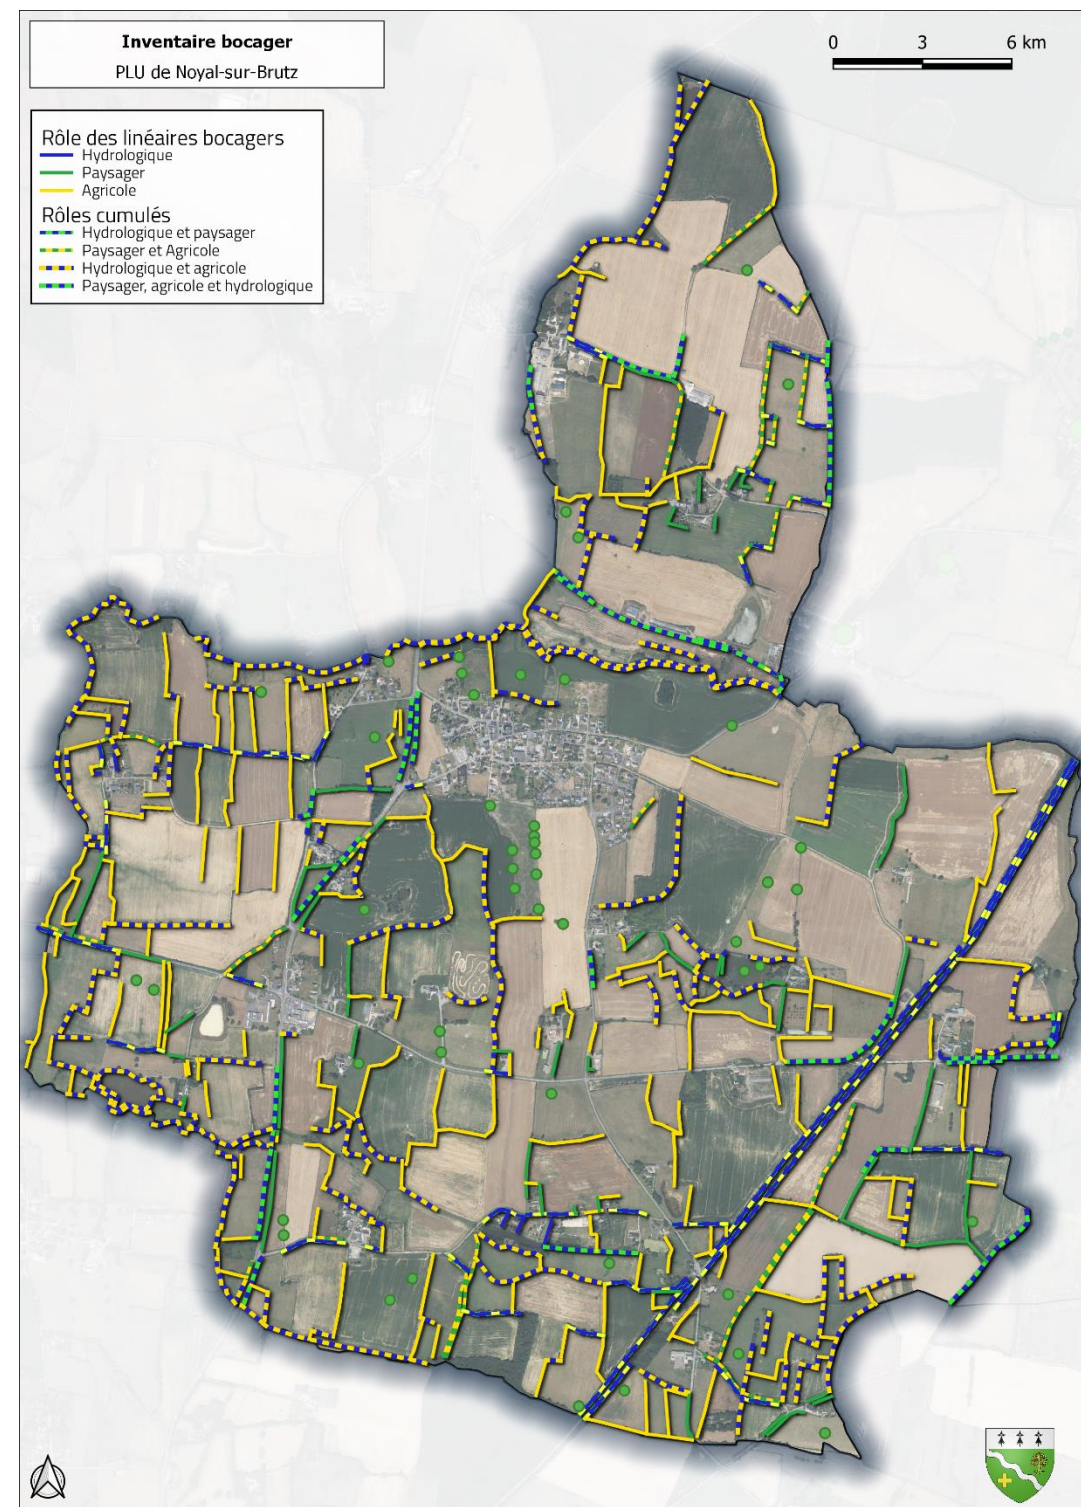 Inventaire bocager
PLU de Noyal-sur-Brutz
0 3 6 km
Rôle des linéaires bocagers
Hydrologique
Paysager
Agricole
Rôles cumulés
Hydrologique et paysager
Paysager et Agricole
Hydrologique et agricole
Paysager, agricole et hydrologique